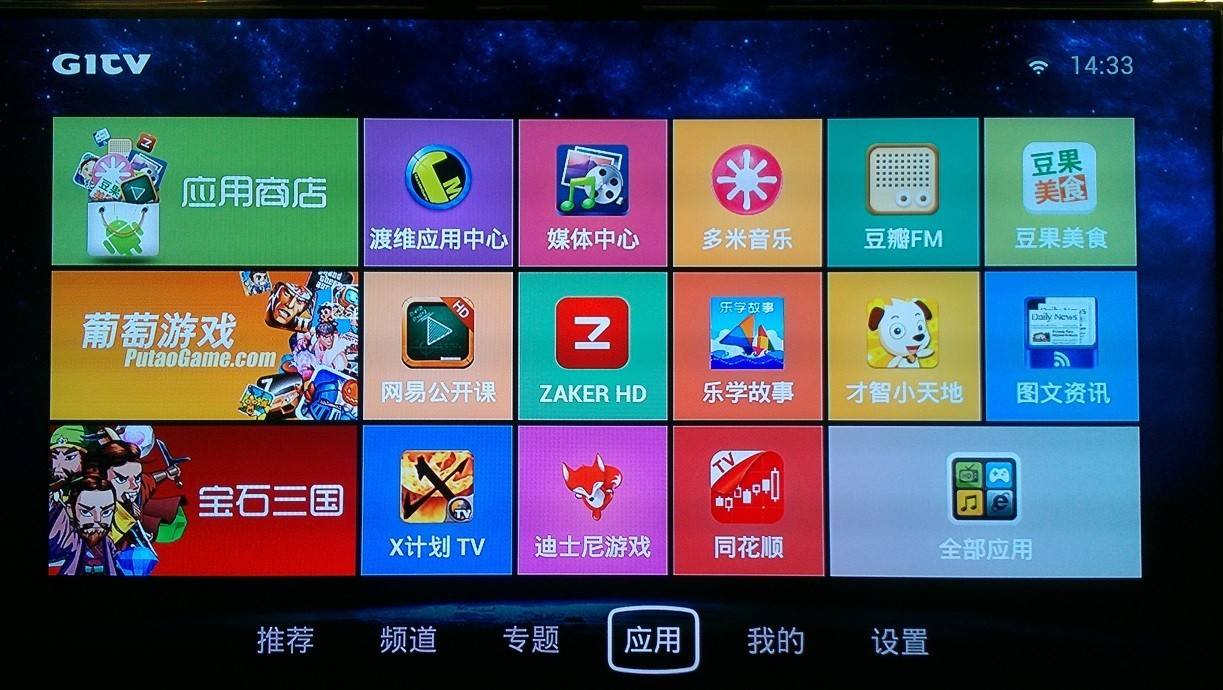 GITV
14:33
应用商店
渡维应用中心
媒体中心
多米音乐
豆瓣FM
豆果
美食
豆果美食
葡萄游戏
PutaoGame.com
HD
网易公开课
Z
ZAKER HD
乐学故事
乐学故事
才智小天地
Daily News
图文资讯
宝石三国
X
TV
X计划 TV
迪士尼游戏
TV
同花顺
全部应用
推荐
频道
专题
应用
我的
设置